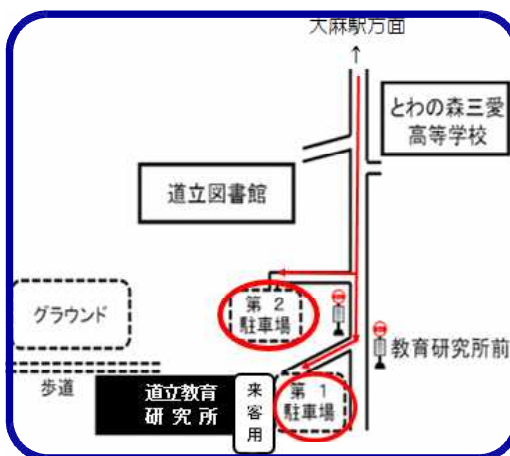 大麻駅方面
↑
とわの森三愛
高等学校
道立図書館
第2
駐車場
グラウンド
教育研究所前
歩道
道立教育
研究所
来
客
用
第1
駐車場